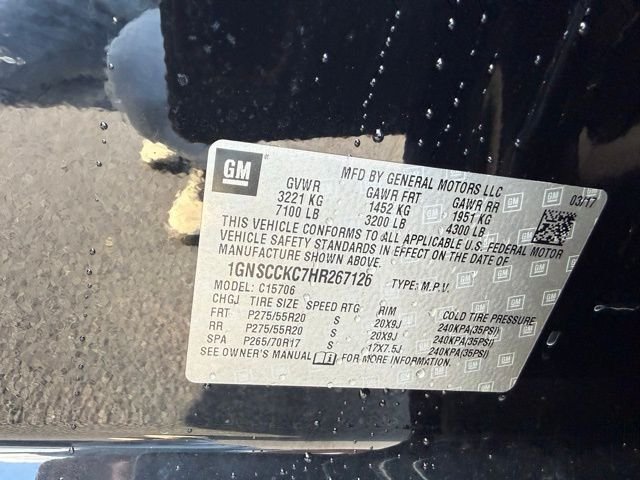 GM
MFD BY GENERAL MOTORS LLC
GVWR GAWR FRT GAWR RR 03/17
3221 KG 1452 KG 1951 KG
7100 LB 3200 LB 4300 LB
THIS VEHICLE CONFORMS TO ALL APPLICABLE U.S. FEDERAL MOTOR
VEHICLE SAFETY STANDARDS IN EFFECT ON THE DATE OF
MANUFACTURE SHOWN ABOVE.
1GNSCCKC7HR267126 TYPE: M.P.V.
MODEL: C15706
CHGJ TIRE SIZE SPEED RTG RIM COLD TIRE PRESSURE
FRT P275/55R20 S 20X9J 240KPA(35PSI)
RR P275/55R20 S 20X9J 240KPA(35PSI)
SPA P265/70R17 S 17X7.5J 240KPA(35PSI)
SEE OWNER'S MANUAL FOR MORE INFORMATION.